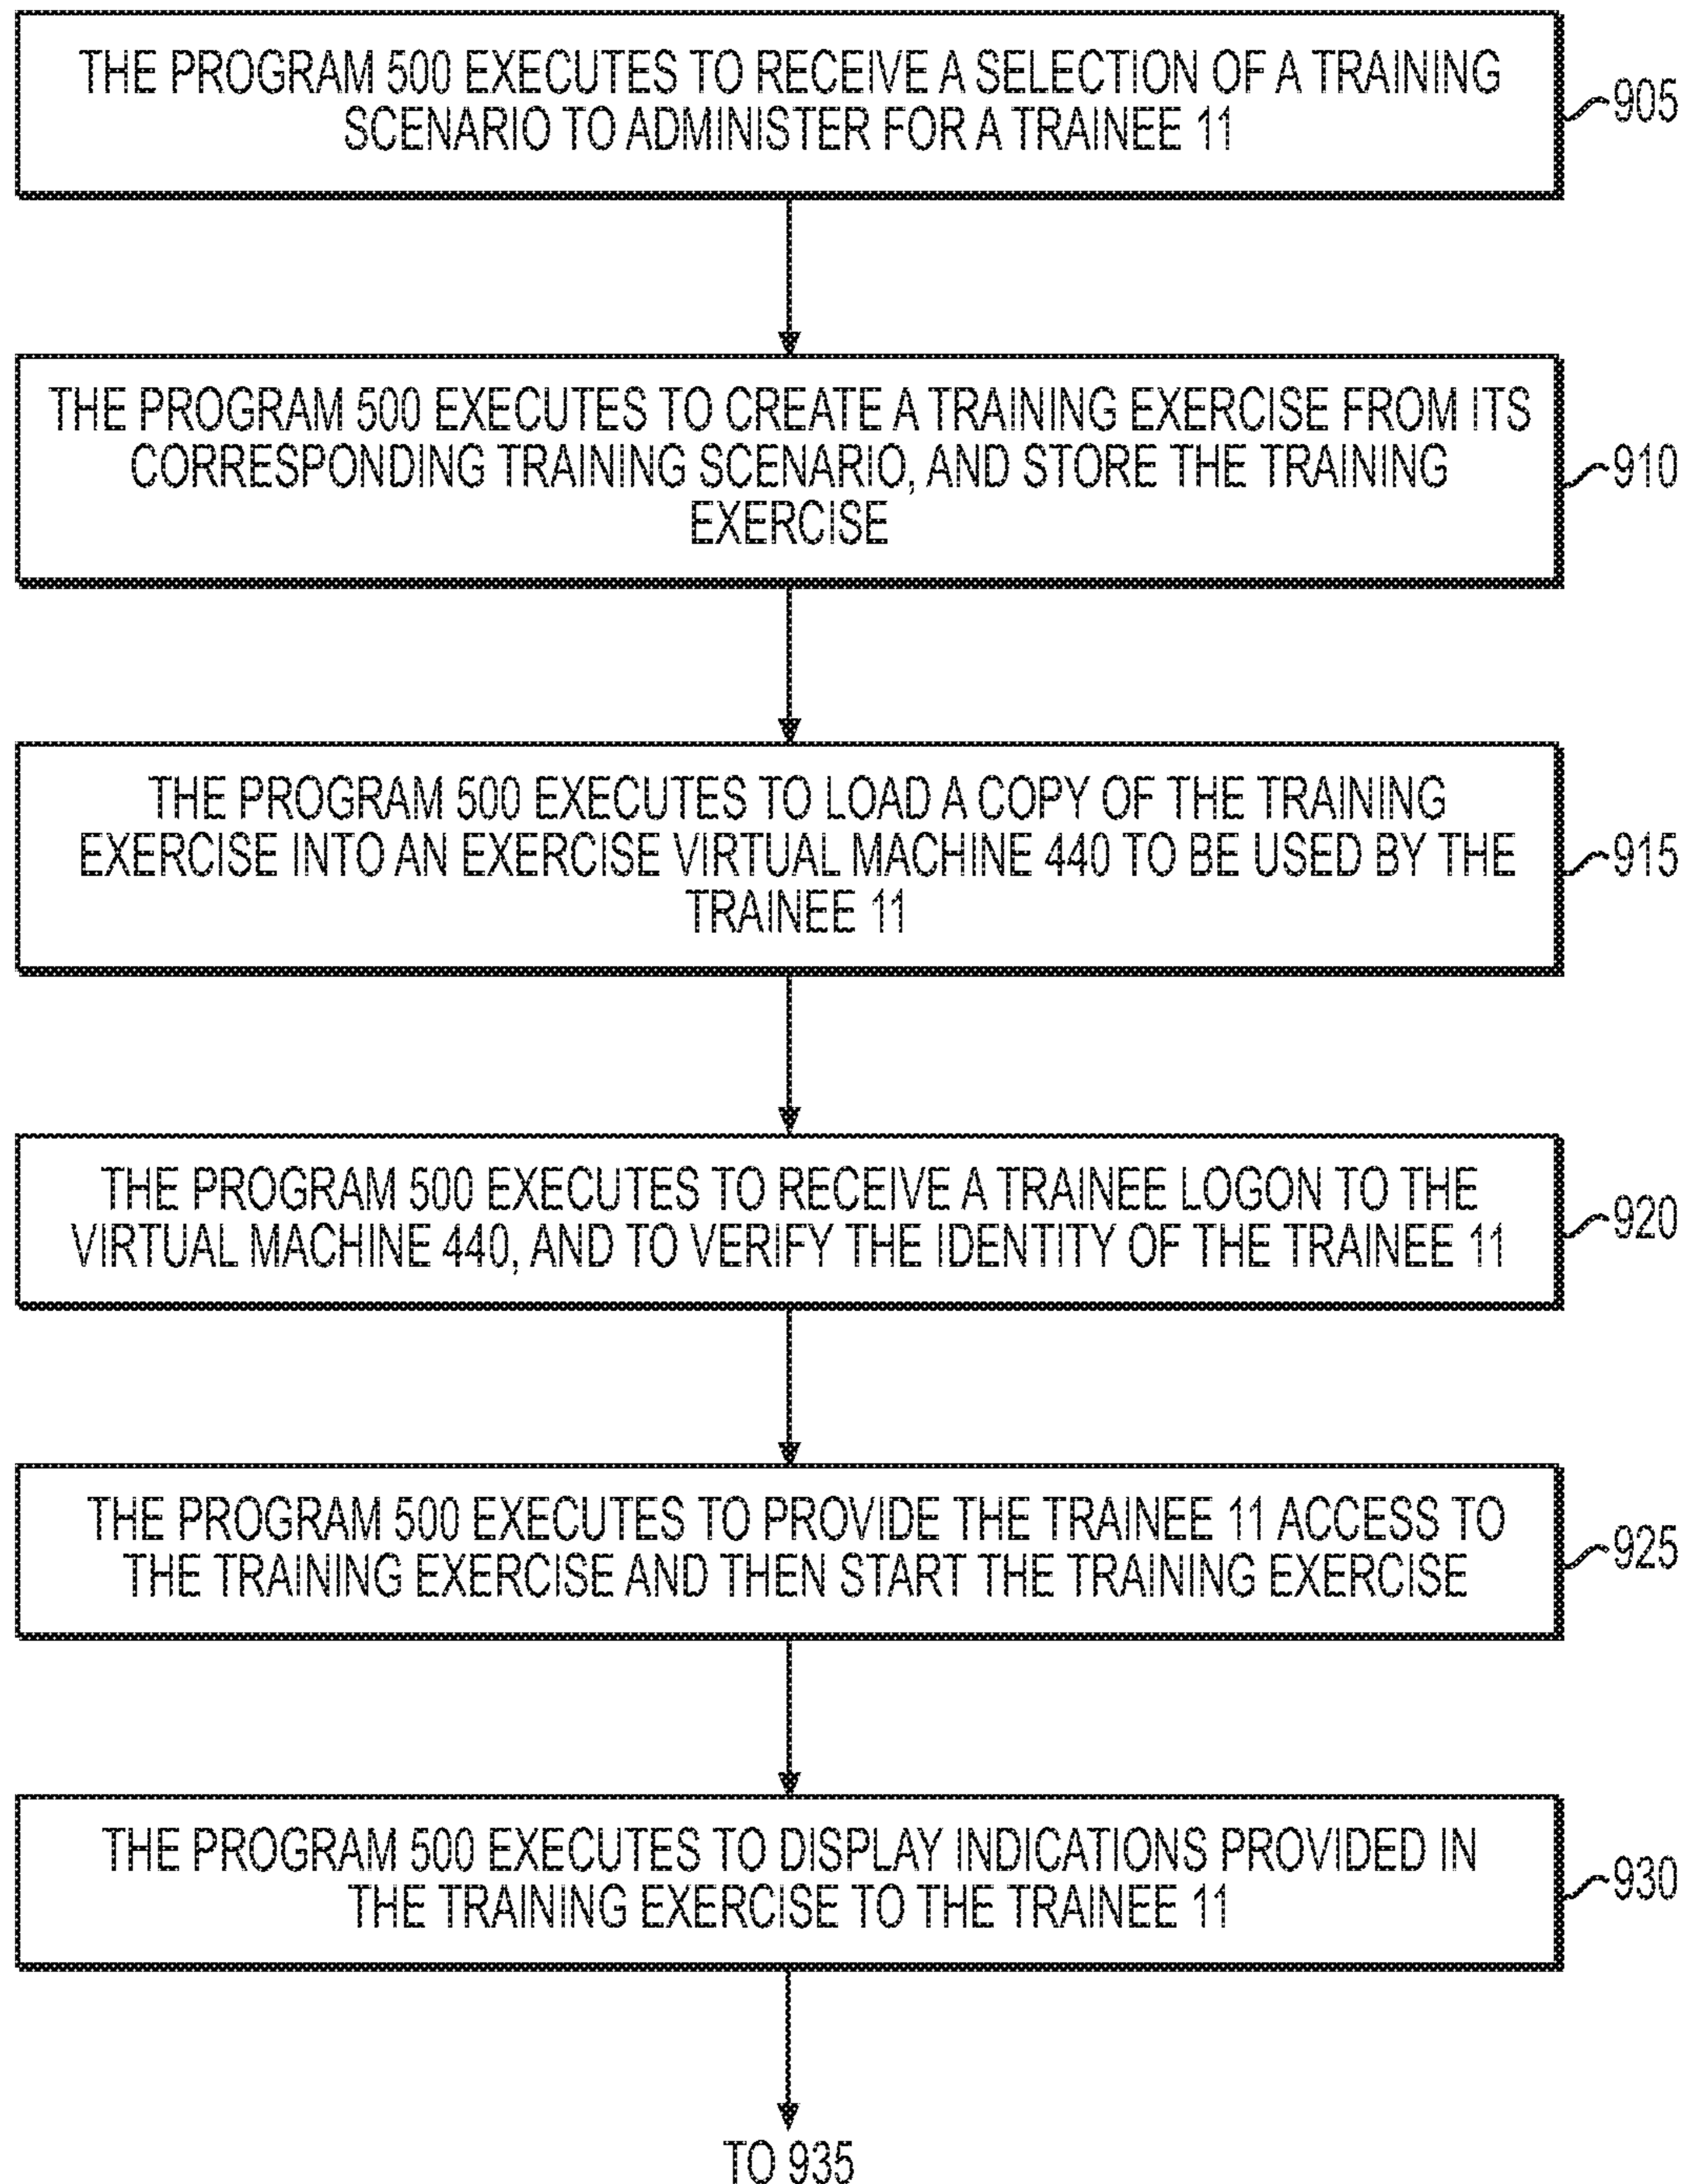 THE PROGRAM 500 EXECUTES TO RECEIVE A SELECTION OF A TRAINING
SCENARIO TO ADMINISTER FOR A TRAINEE 11
905
THE PROGRAM 500 EXECUTES TO CREATE A TRAINING EXERCISE FROM ITS
CORRESPONDING TRAINING SCENARIO, AND STORE THE TRAINING
EXERCISE
910
THE PROGRAM 500 EXECUTES TO LOAD A COPY OF THE TRAINING
EXERCISE INTO AN EXERCISE VIRTUAL MACHINE 440 TO BE USED BY THE
TRAINEE 11
915
THE PROGRAM 500 EXECUTES TO RECEIVE A TRAINEE LOGON TO THE
VIRTUAL MACHINE 440, AND TO VERIFY THE IDENTITY OF THE TRAINEE 11
920
THE PROGRAM 500 EXECUTES TO PROVIDE THE TRAINEE 11 ACCESS TO
THE TRAINING EXERCISE AND THEN START THE TRAINING EXERCISE
925
THE PROGRAM 500 EXECUTES TO DISPLAY INDICATIONS PROVIDED IN
THE TRAINING EXERCISE TO THE TRAINEE 11
930
TO 935